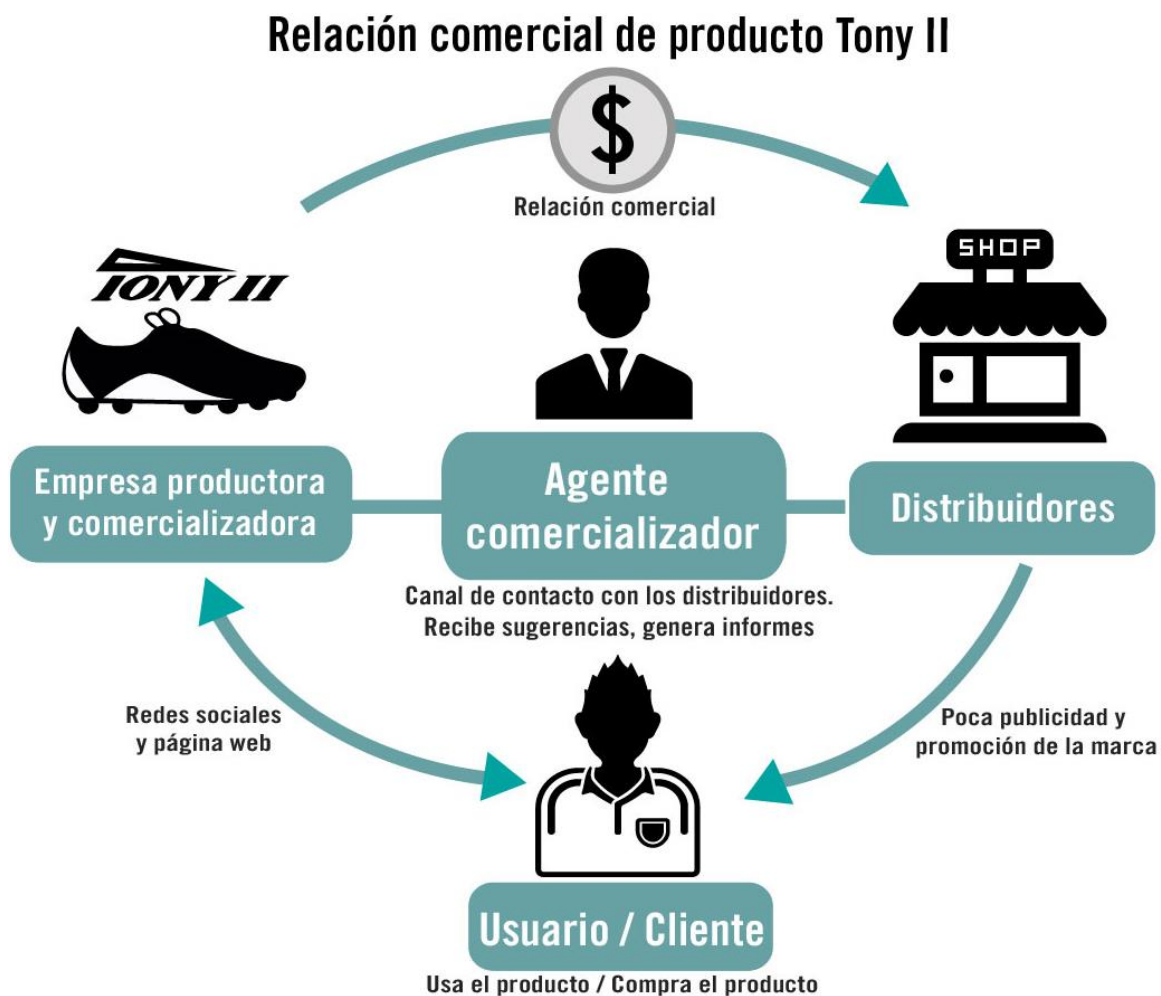 Relación comercial de producto Tony II
$
Relación comercial
SHOP
TONY II
Empresa productora
y comercializadora
Agente
comercializador
Distribuidores
Canal de contacto con los distribuidores.
Recibe sugerencias, genera informes
Redes sociales
y página web
Poca publicidad y
promoción de la marca
Usuario / Cliente
Usa el producto / Compra el producto